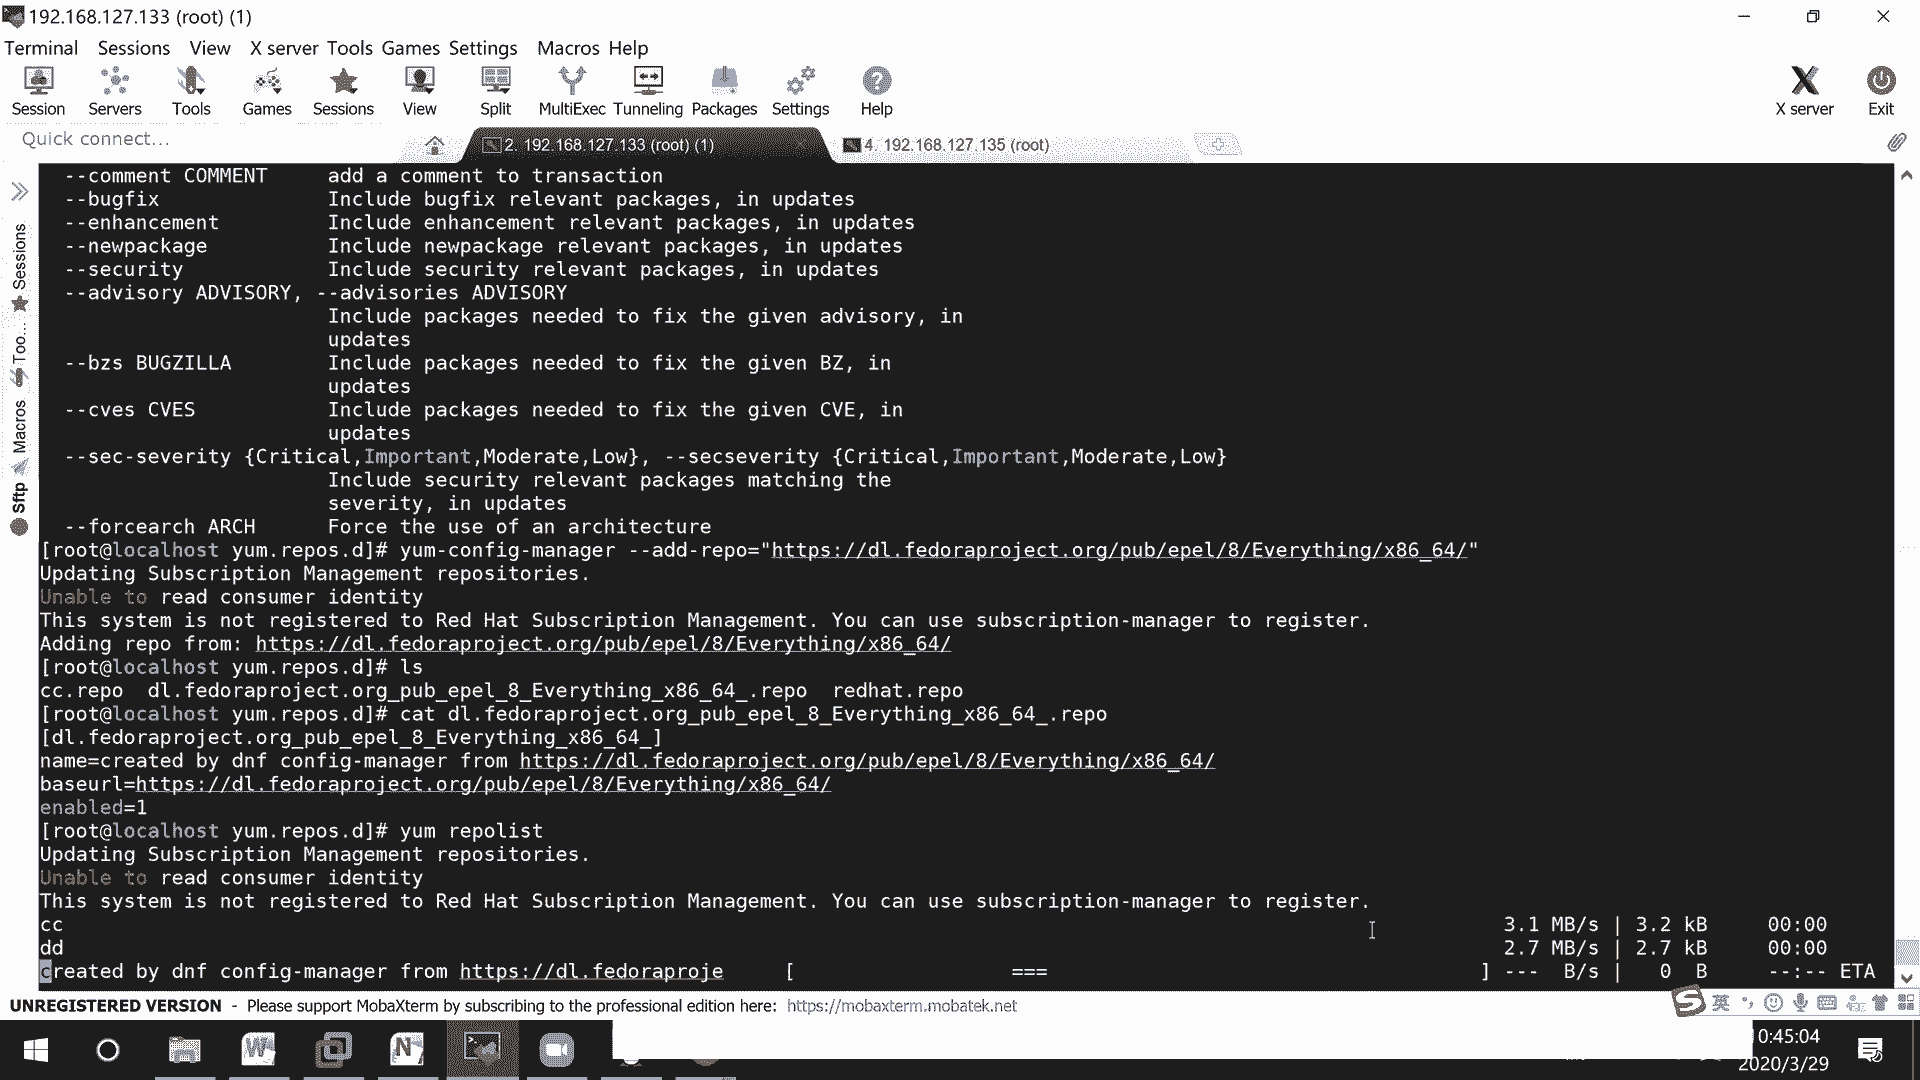 192.168.127.133 (root) (1)
Terminal Sessions View X server Tools Games Settings Macros Help
Session Servers Tools Games Sessions View Split MultiExec Tunneling Packages Settings Help X server Exit
Quick connect...
2. 192.168.127.133 (root) (1)
4. 192.168.127.135 (root)
Sessions
Too...
Macros
Sftp
--comment COMMENT     add a comment to transaction
--bugfix              Include bugfix relevant packages, in updates
--enhancement         Include enhancement relevant packages, in updates
--newpackage          Include newpackage relevant packages, in updates
--security            Include security relevant packages, in updates
--advisory ADVISORY, --advisories ADVISORY
Include packages needed to fix the given advisory, in
updates
--bzs BUGZILLA        Include packages needed to fix the given BZ, in
updates
--cves CVES           Include packages needed to fix the given CVE, in
updates
--sec-severity {Critical,Important,Moderate,Low}, --secseverity {Critical,Important,Moderate,Low}
Include security relevant packages matching the
severity, in updates
--forcearch ARCH      Force the use of an architecture
[root@localhost yum.repos.d]# yum-config-manager --add-repo="https://dl.fedoraproject.org/pub/epel/8/Everything/x86_64/"
Updating Subscription Management repositories.
Unable to read consumer identity
This system is not registered to Red Hat Subscription Management. You can use subscription-manager to register.
Adding repo from: https://dl.fedoraproject.org/pub/epel/8/Everything/x86_64/
[root@localhost yum.repos.d]# ls
cc.repo  dl.fedoraproject.org_pub_epel_8_Everything_x86_64_.repo  redhat.repo
[root@localhost yum.repos.d]# cat dl.fedoraproject.org_pub_epel_8_Everything_x86_64_.repo
[dl.fedoraproject.org_pub_epel_8_Everything_x86_64_]
name=created by dnf config-manager from https://dl.fedoraproject.org/pub/epel/8/Everything/x86_64/
baseurl=https://dl.fedoraproject.org/pub/epel/8/Everything/x86_64/
enabled=1
[root@localhost yum.repos.d]# yum repolist
Updating Subscription Management repositories.
Unable to read consumer identity
This system is not registered to Red Hat Subscription Management. You can use subscription-manager to register.
cc 3.1 MB/s | 3.2 kB 00:00
dd 2.7 MB/s | 2.7 kB 00:00
created by dnf config-manager from https://dl.fedoraproje [ === ] --- B/s | 0 B --:-- ETA
UNREGISTERED VERSION - Please support MobaXterm by subscribing to the professional edition here: https://mobaxterm.mobatek.net
英
0:45:04
2020/3/29